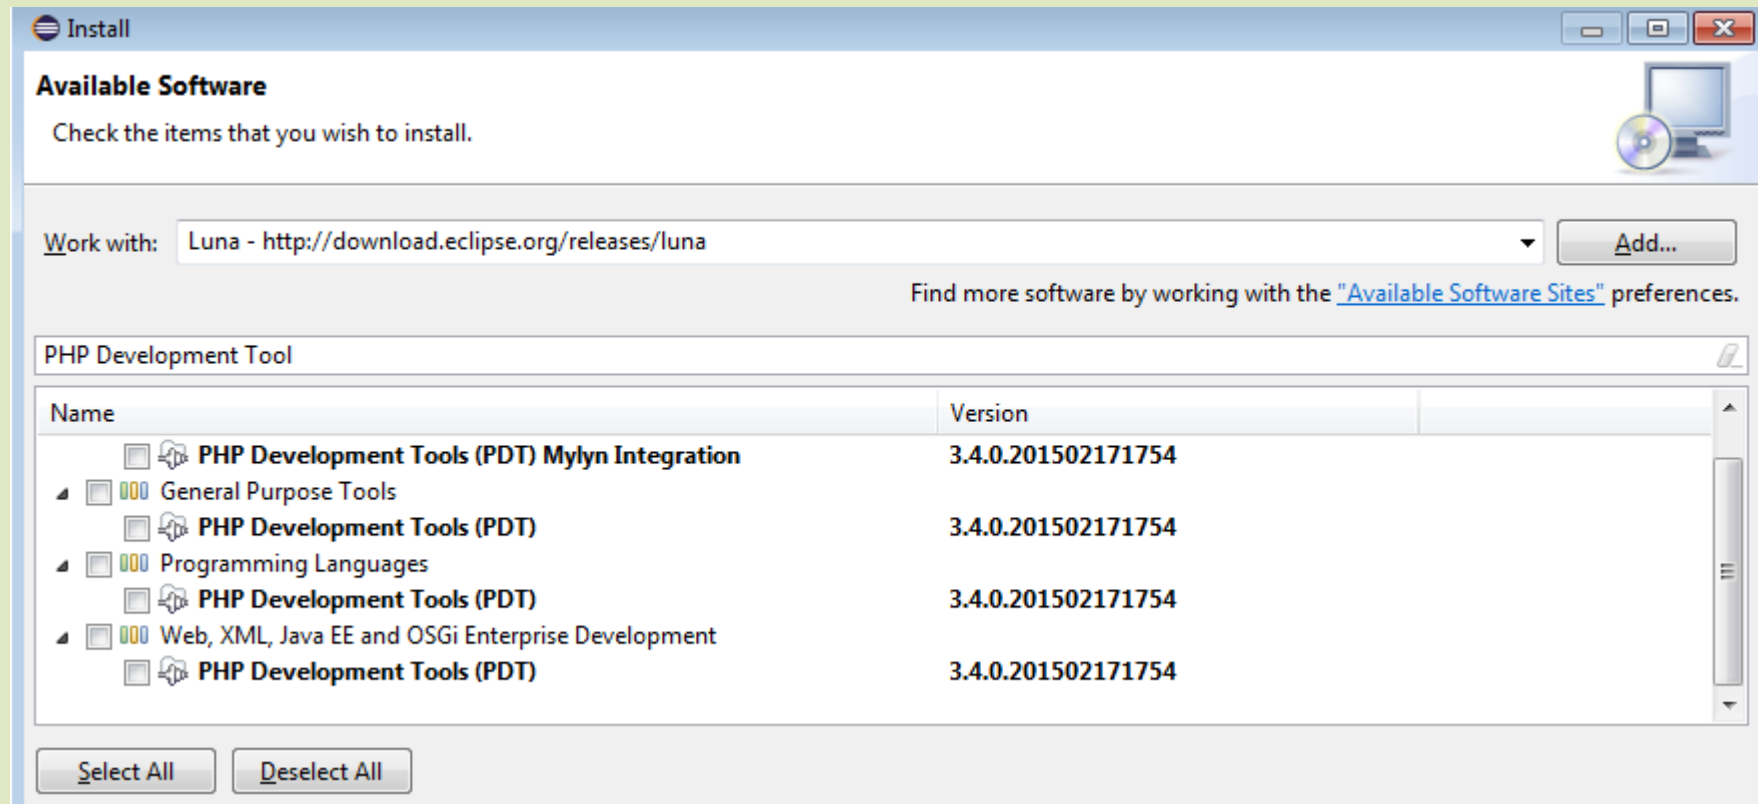 Install
Available Software
Check the items that you wish to install.
Work with: Luna - http://download.eclipse.org/releases/luna Add...
Find more software by working with the "Available Software Sites" preferences.
PHP Development Tool
Name Version
PHP Development Tools (PDT) Mylyn Integration 3.4.0.201502171754
General Purpose Tools
PHP Development Tools (PDT) 3.4.0.201502171754
Programming Languages
PHP Development Tools (PDT) 3.4.0.201502171754
Web, XML, Java EE and OSGi Enterprise Development
PHP Development Tools (PDT) 3.4.0.201502171754
Select All Deselect All